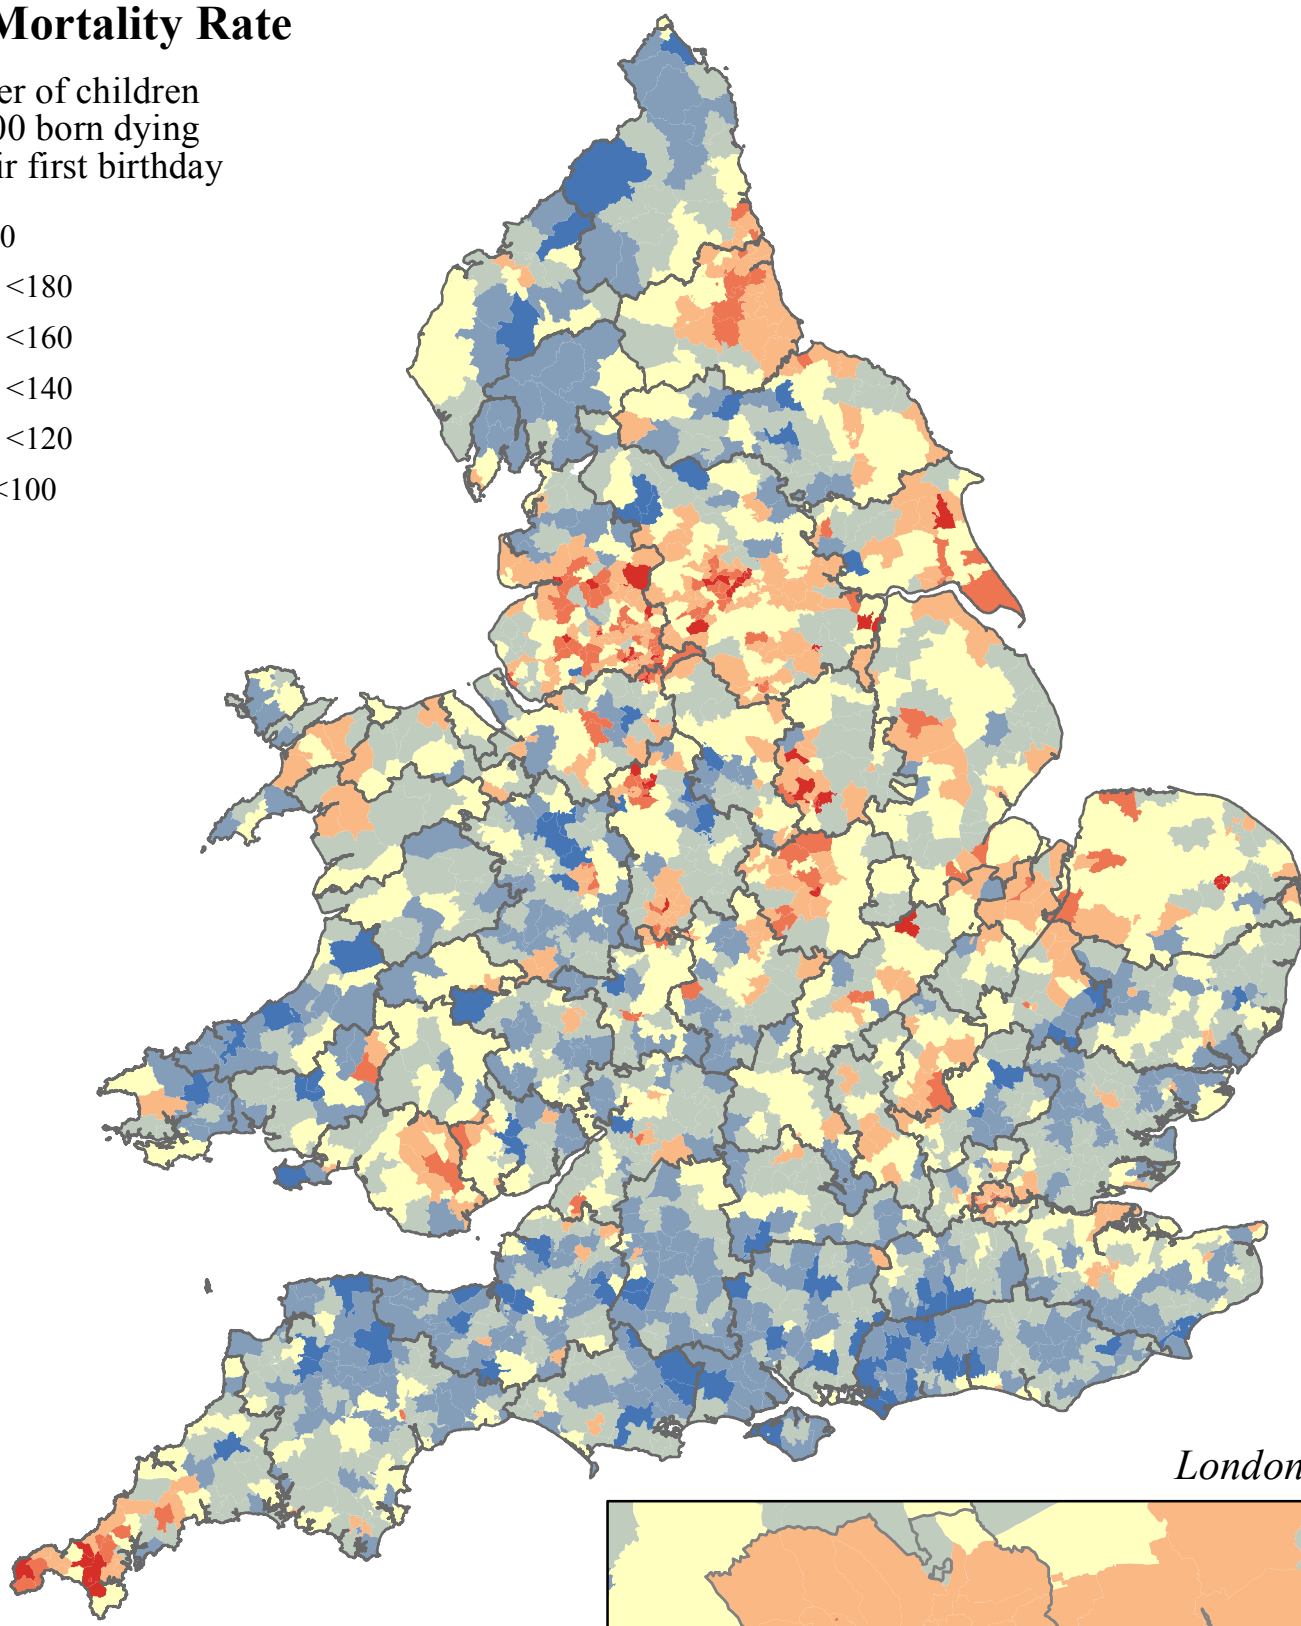 Mortality Rate
er of children
00 born dying
ir first birthday
0
<180
<160
<140
<120
<100
London